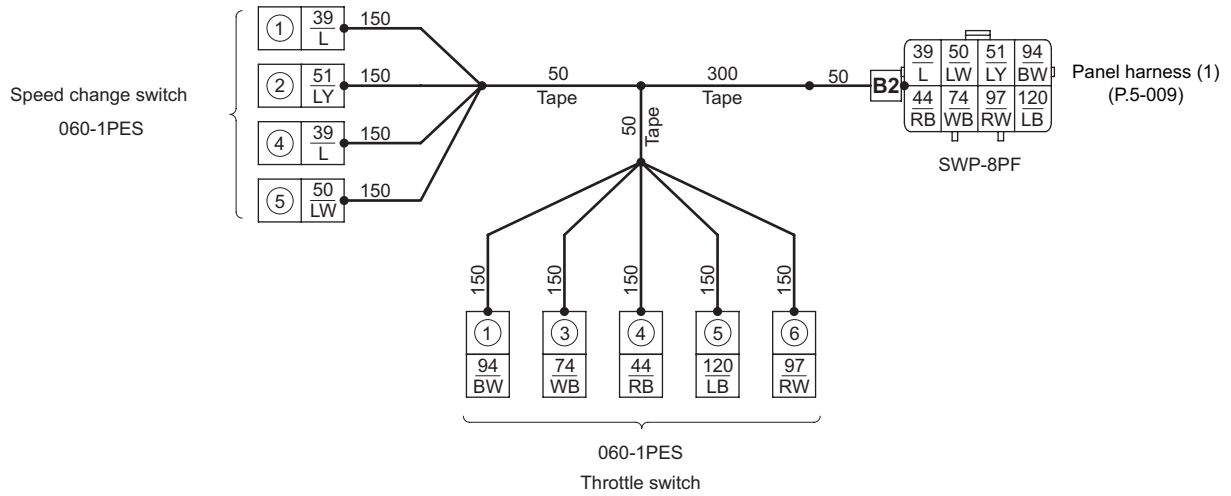 Speed change switch
060-1PES
1 39 L 150
2 51 LY 150
4 39 L 150
5 50 LW 150
50
Tape
300
Tape
50
B2
50
Tape
39 L 50 LW 51 LY 94 BW
44 RB 74 WB 97 RW 120 LB
SWP-8PF
Panel harness (1)
(P.5-009)
150 150 150 150 150
1 3 4 5 6
94 74 44 120 97
BW WB RB LB RW
060-1PES
Throttle switch